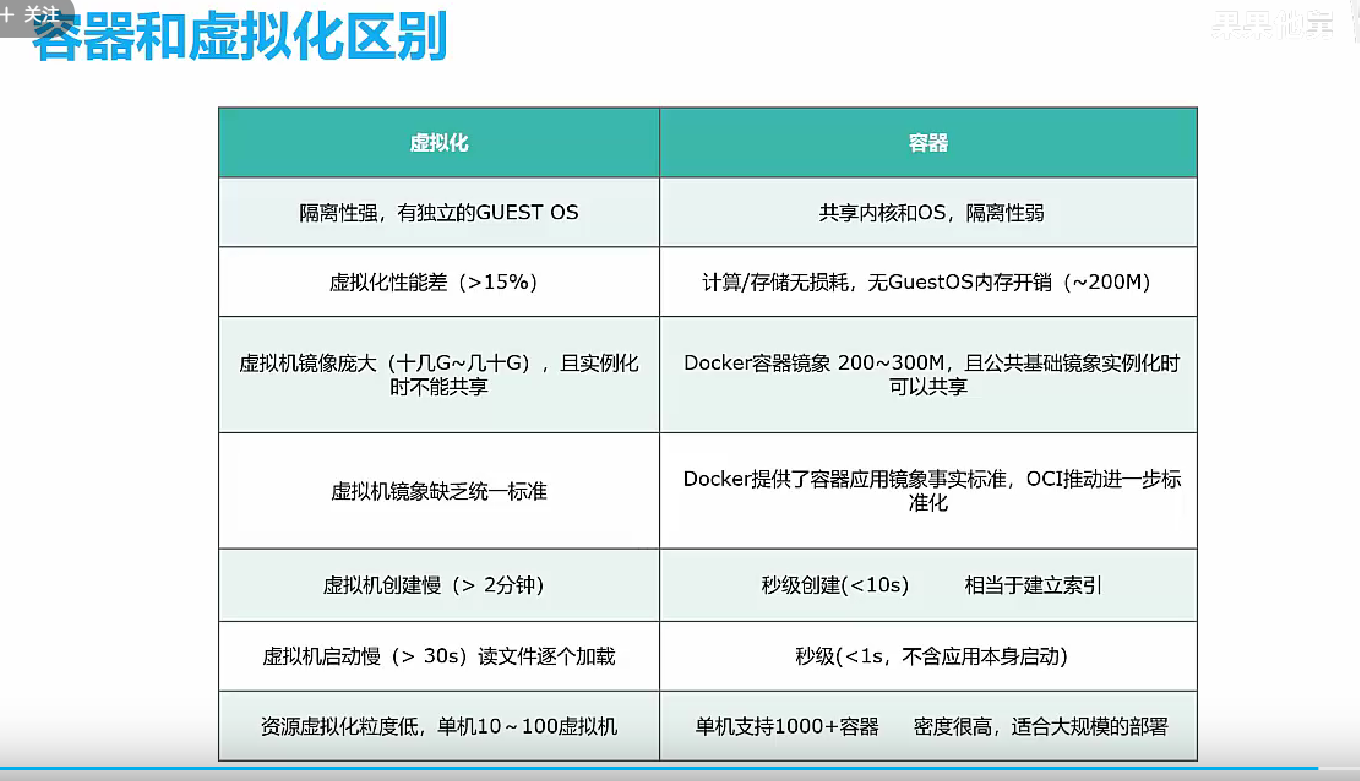 + 关注
容器和虚拟化区别
虚拟化
容器
隔离性强，有独立的GUEST OS
共享内核和OS，隔离性弱
虚拟化性能差（>15%）
计算/存储无损耗，无GuestOS内存开销（~200M）
虚拟机镜像庞大（十几G~几十G），且实例化
时不能共享
Docker容器镜象 200~300M，且公共基础镜象实例化时
可以共享
虚拟机镜象缺乏统一标准
Docker提供了容器应用镜象事实标准，OCI推动进一步标
准化
虚拟机创建慢（> 2分钟）
秒级创建(<10s) 相当于建立索引
虚拟机启动慢（> 30s）读文件逐个加载
秒级(<1s，不含应用本身启动)
资源虚拟化粒度低，单机10～100虚拟机
单机支持1000+容器 密度很高，适合大规模的部署